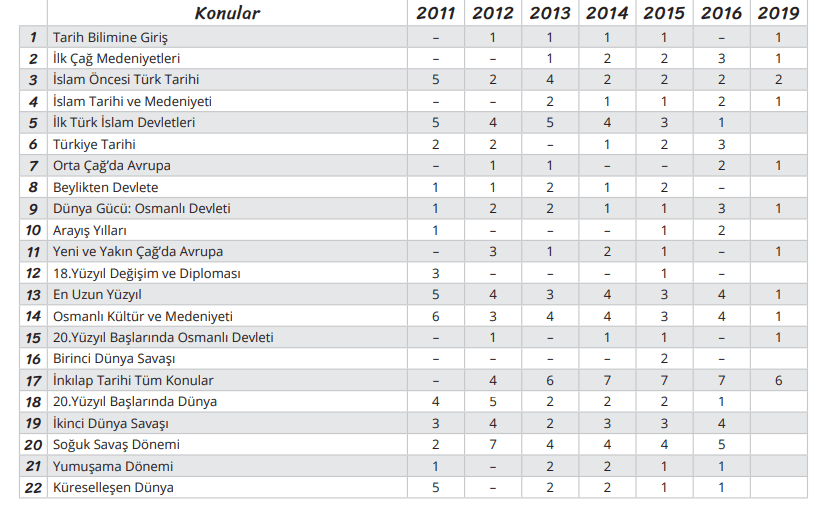 Konular 2011 2012 2013 2014 2015 2016 2019
1 Tarih Bilimine Giriş – 1 1 1 1 – 1
2 İlk Çağ Medeniyetleri – – 1 2 2 3 1
3 İslam Öncesi Türk Tarihi 5 2 4 2 2 2 2
4 İslam Tarihi ve Medeniyeti – – 2 1 1 2 1
5 İlk Türk İslam Devletleri 5 4 5 4 3 1
6 Türkiye Tarihi 2 2 – 1 2 3
7 Orta Çağ’da Avrupa – 1 1 – – 2 1
8 Beylikten Devlete 1 1 2 1 2 –
9 Dünya Gücü: Osmanlı Devleti 1 2 2 1 1 3 1
10 Arayış Yılları 1 – – – 1 2
11 Yeni ve Yakın Çağ’da Avrupa – 3 1 2 1 – 1
12 18.Yüzyıl Değişim ve Diploması 3 – – – 1 –
13 En Uzun Yüzyıl 5 4 3 4 3 4 1
14 Osmanlı Kültür ve Medeniyeti 6 3 4 4 3 4 1
15 20.Yüzyıl Başlarında Osmanlı Devleti – 1 – 1 1 – 1
16 Birinci Dünya Savaşı – – – – 2 –
17 İnkılap Tarihi Tüm Konular – 4 6 7 7 7 6
18 20.Yüzyıl Başlarında Dünya 4 5 2 2 2 1
19 İkinci Dünya Savaşı 3 4 2 3 3 4
20 Soğuk Savaş Dönemi 2 7 4 4 4 5
21 Yumuşama Dönemi 1 – 2 2 1 1
22 Küreselleşen Dünya 5 – 2 2 1 1